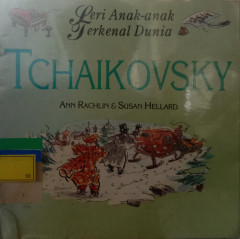 Seri Anak-anak
Terkenal Dunia
TCHAIKOVSKY
ANN RACHLIN & SUSAN HELLARD